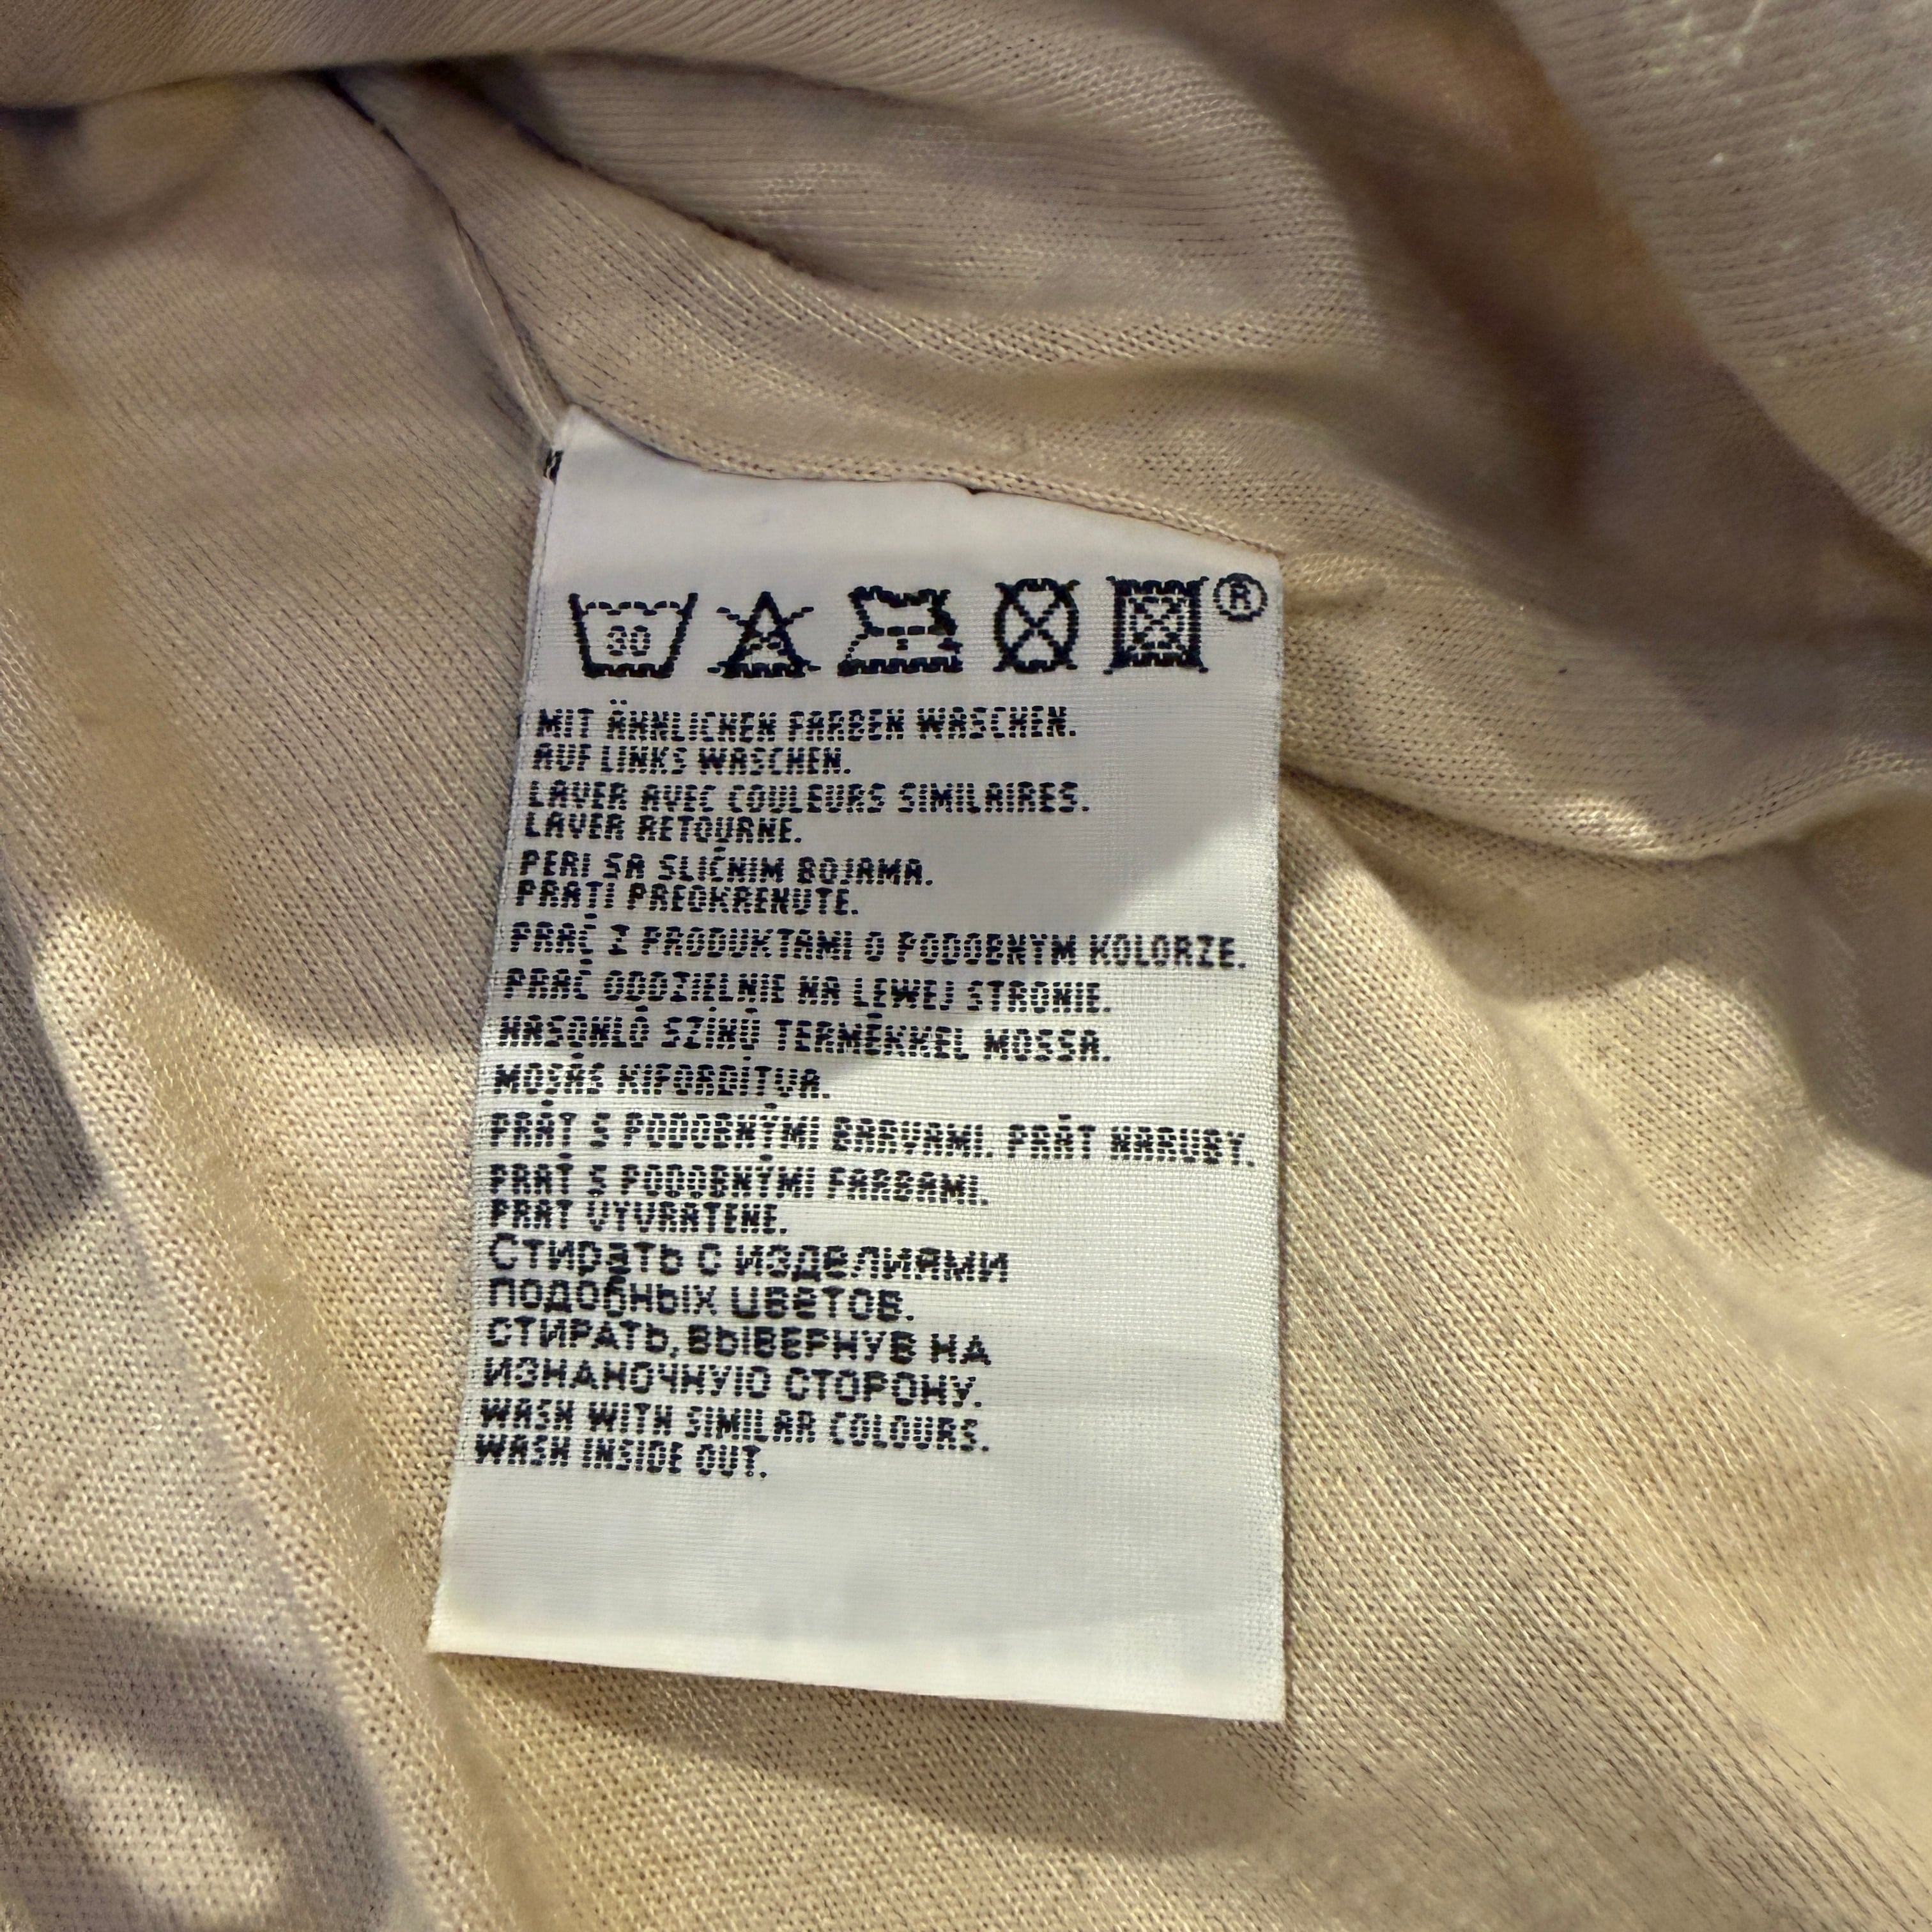 30
®
MIT ÄHNLICHEN FARBEN WASCHEN.
AUF LINKS WASCHEN.
LAVER AVEC COULEURS SIMILAIRES.
LAVER RETOURNE.
PERI SA SLIČNIM BOJAMA.
PRATI PREOKRENUTE.
PRAĆ Z PRODUKTAMI O PODOBNYM KOLORZE.
PRAĆ ODDZIELNIE NA LEWEJ STRONIE.
HASONLÓ SZÍNŰ TERMÉKKEL MOSSA.
MOSÁS KIFORDÍTVA.
PRÁT S PODOBNÝMI BARVAMI. PRÁT NARUBY.
PRAŤ S PODOBNÝMI FARBAMI.
PRAŤ VYVRATENE.
СТИРАТЬ С ИЗДЕЛИЯМИ
ПОДОБНЫХ ЦВЕТОВ.
СТИРАТЬ, ВЫВЕРНУВ НА
ИЗНАНОЧНУЮ СТОРОНУ.
WASH WITH SIMILAR COLOURS.
WASH INSIDE OUT.